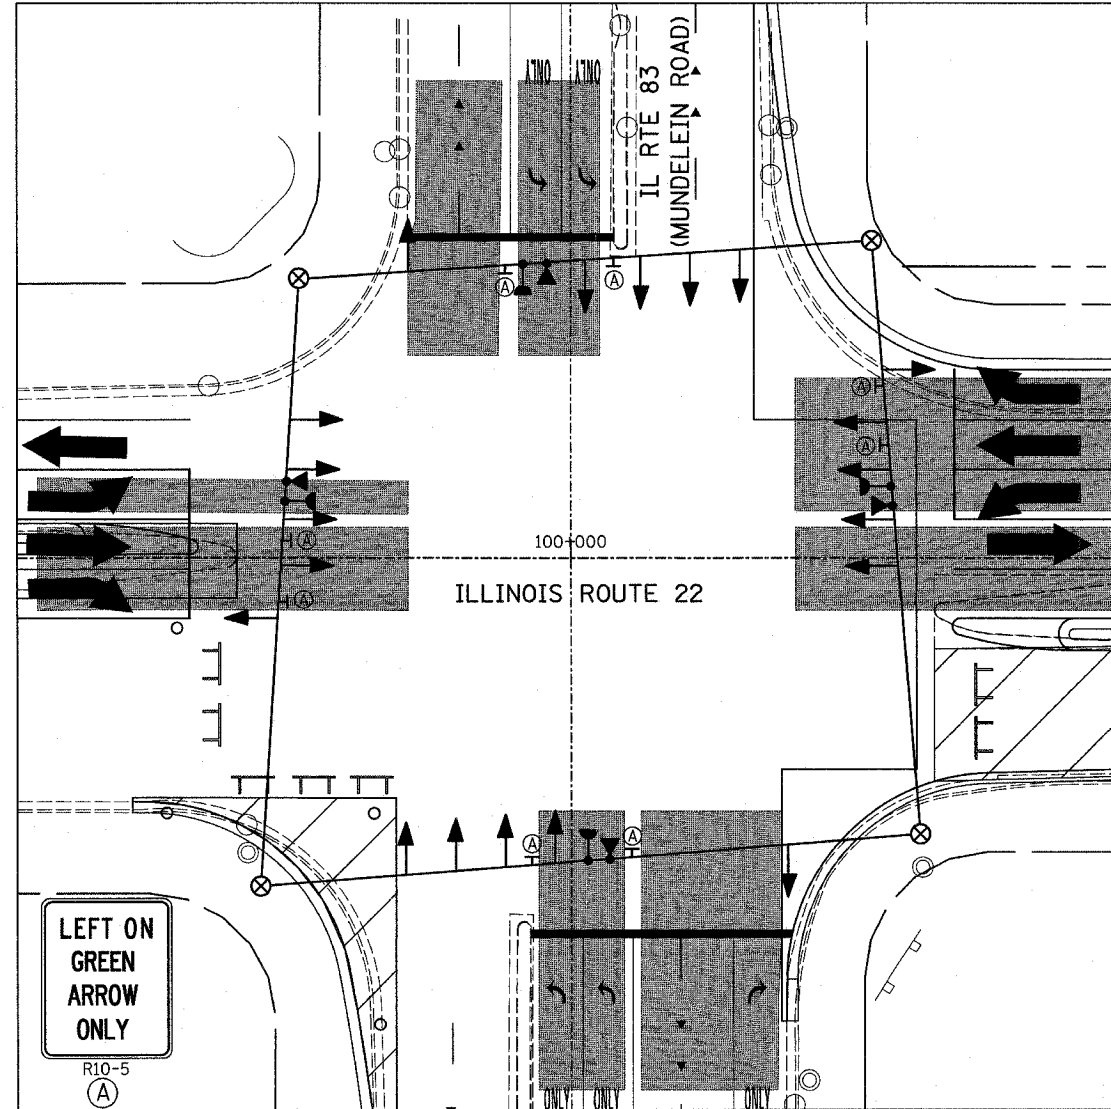 ONLY
ONLY
IL RTE 83
(MUNDELEIN ROAD)
A
A
A
A
100+000
ILLINOIS ROUTE 22
A
A
A
A
LEFT ON
GREEN
ARROW
ONLY
R10-5
A
ONLY
ONLY
ONLY